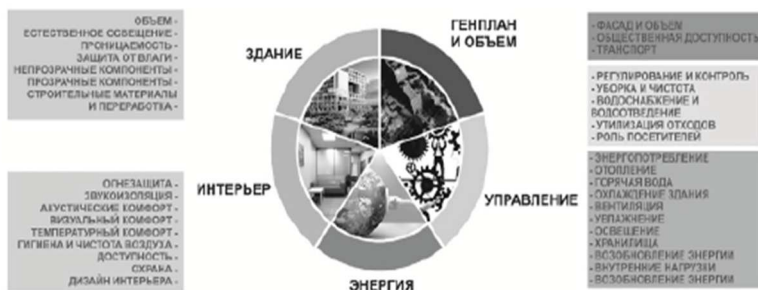 ОБЪЕМ -
ЕСТЕСТВЕННОЕ ОСВЕЩЕНИЕ -
ПРОНИЦАЕМОСТЬ -
ЗАЩИТА ОТ ВЛАГИ -
НЕПРОЗРАЧНЫЕ КОМПОНЕНТЫ -
ПРОЗРАЧНЫЕ КОМПОНЕНТЫ -
СТРОИТЕЛЬНЫЕ МАТЕРИАЛЫ
И ПЕРЕРАБОТКА -
ЗДАНИЕ
ГЕНПЛАН
И ОБЪЕМ
- ФАСАД И ОБЪЕМ
- ОБЩЕСТВЕННАЯ ДОСТУПНОСТЬ
- ТРАНСПОРТ
- РЕГУЛИРОВАНИЕ И КОНТРОЛЬ
- УБОРКА И ЧИСТОТА
- ВОДОСНАБЖЕНИЕ И
ВОДООТВЕДЕНИЕ
- УТИЛИЗАЦИЯ ОТХОДОВ
- РОЛЬ ПОСЕТИТЕЛЕЙ
ОГНЕЗАЩИТА -
ЗВУКОИЗОЛЯЦИЯ -
АКУСТИЧЕСКИЙ КОМФОРТ -
ВИЗУАЛЬНЫЙ КОМФОРТ -
ТЕМПЕРАТУРНЫЙ КОМФОРТ -
ГИГИЕНА И ЧИСТОТА ВОЗДУХА -
ДОСТУПНОСТЬ -
ОХРАНА -
ДИЗАЙН ИНТЕРЬЕРА -
ИНТЕРЬЕР
УПРАВЛЕНИЕ
- ЭНЕРГОПОТРЕБЛЕНИЕ
- ОТОПЛЕНИЕ
- ГОРЯЧАЯ ВОДА
- ОХЛАЖДЕНИЕ ЗДАНИЯ
- ВЕНТИЛЯЦИЯ
- УВЛАЖНЕНИЕ
- ОСВЕЩЕНИЕ
- ХРАНИЛИЩА
- ВОЗОБНОВЛЕНИЕ ЭНЕРГИИ
- ВНУТРЕННИЕ НАГРУЗКИ
- ВОЗОБНОВЛЕНИЕ ЭНЕРГИИ
ЭНЕРГИЯ